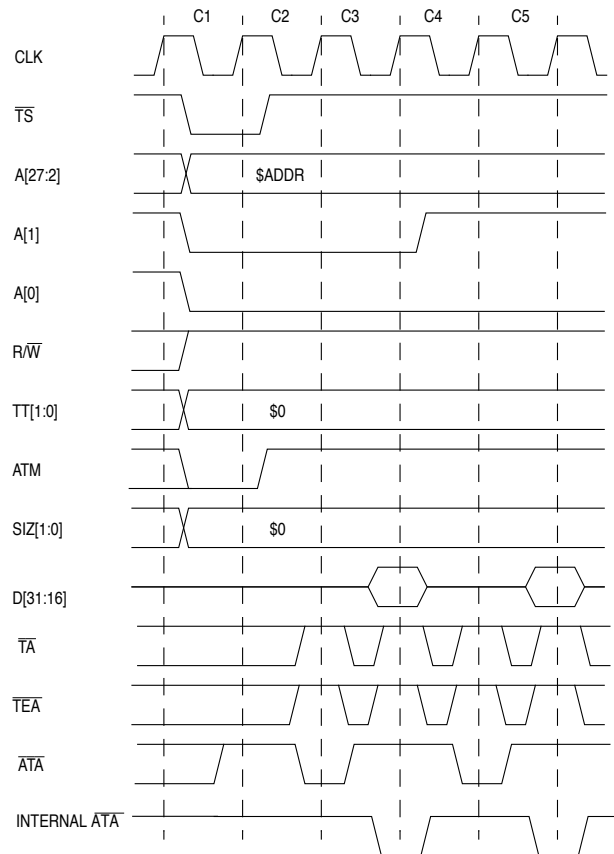 C1 C2 C3 C4 C5
CLK
TS
A[27:2] $ADDR
A[1]
A[0]
R/W
TT[1:0] $0
ATM
SIZ[1:0] $0
D[31:16]
TA
TEA
ATA
INTERNAL ATA